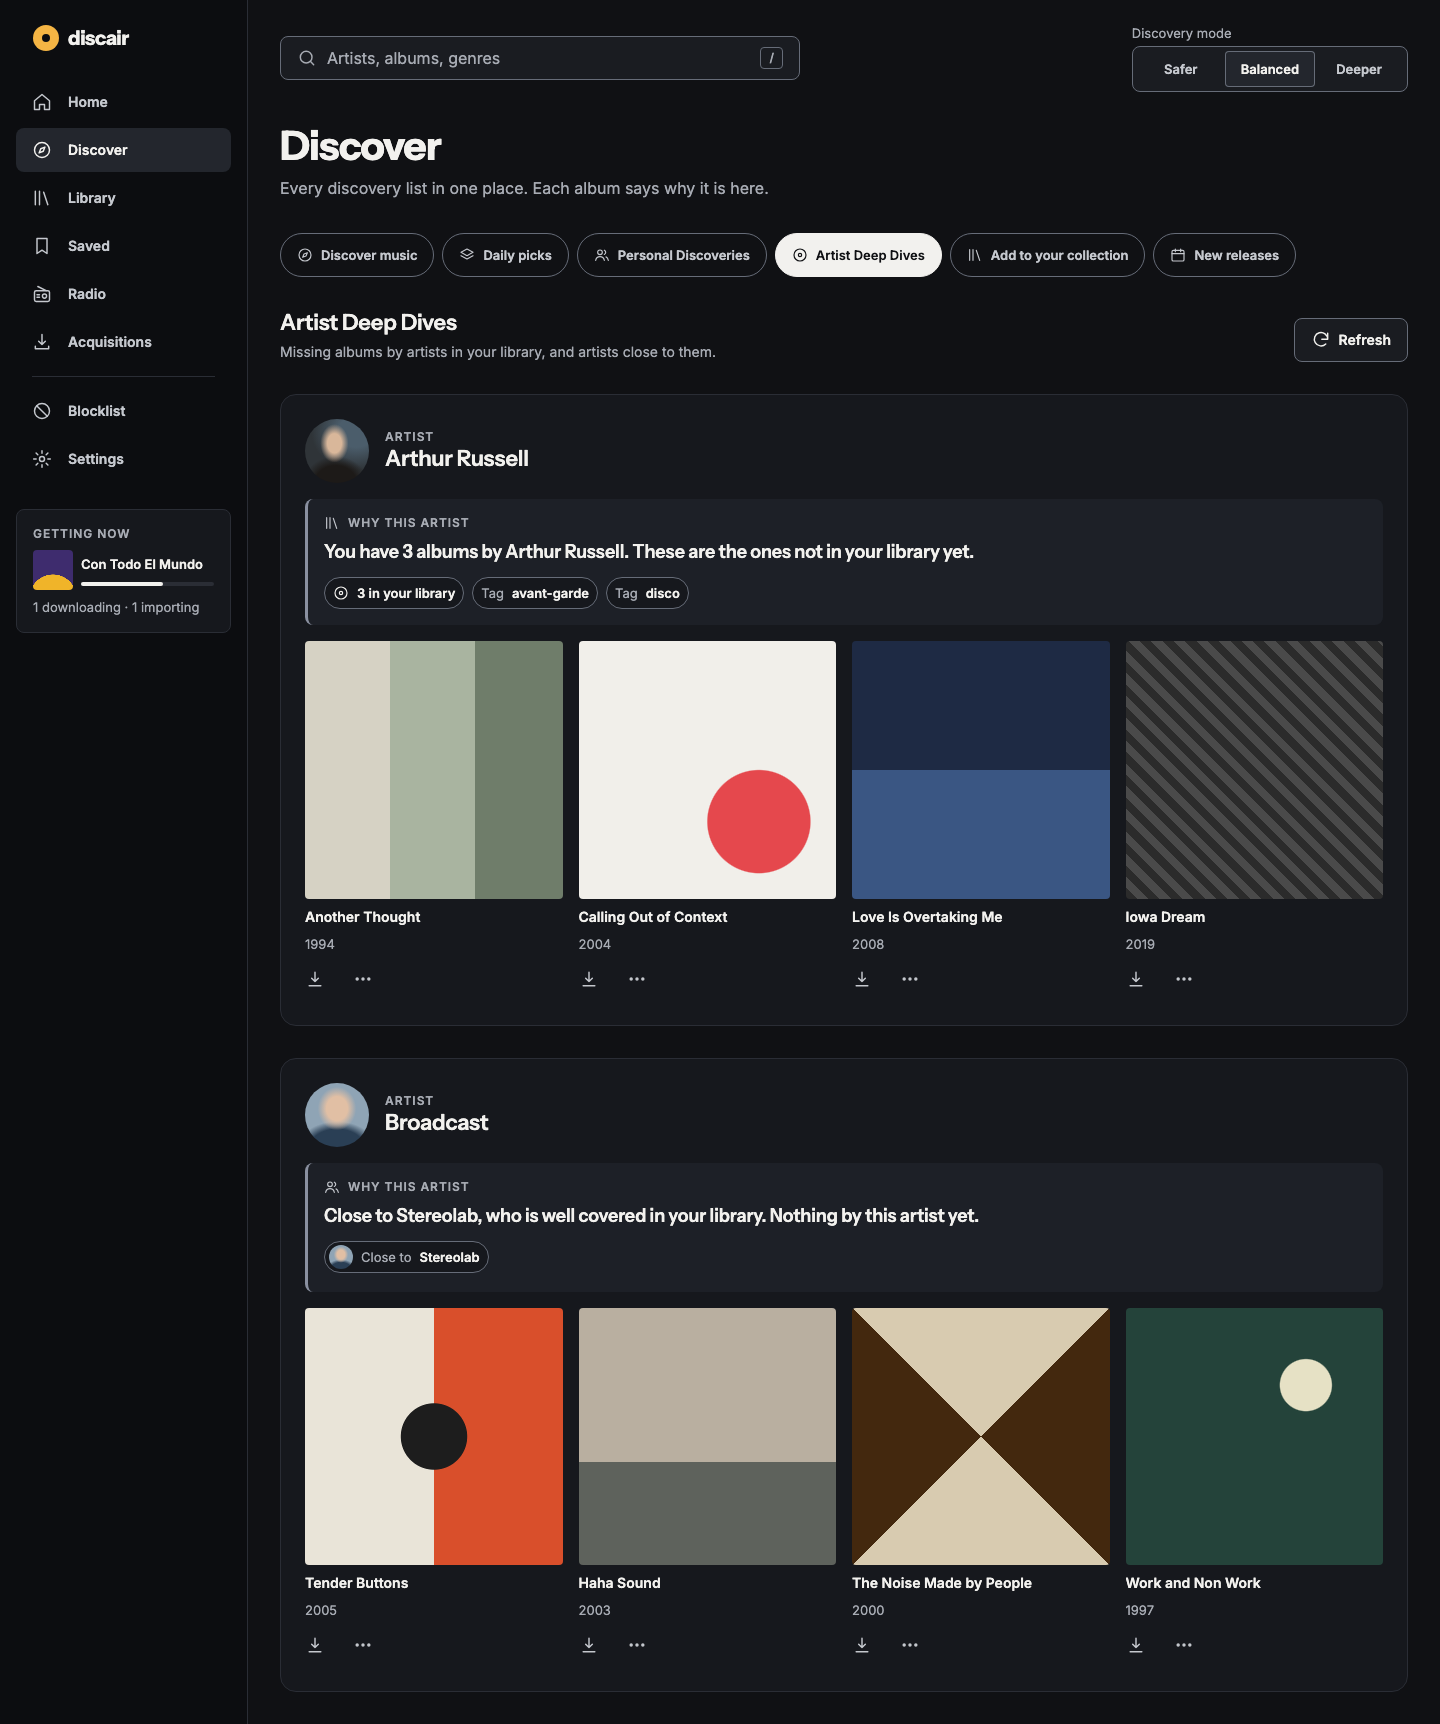 discair
Home
Discover
Library
Saved
Radio
Acquisitions
Blocklist
Settings
GETTING NOW
Con Todo El Mundo
1 downloading · 1 importing
Artists, albums, genres
/
Discovery mode
Safer
Balanced
Deeper
Discover
Every discovery list in one place. Each album says why it is here.
Discover music
Daily picks
Personal Discoveries
Artist Deep Dives
Add to your collection
New releases
Artist Deep Dives
Missing albums by artists in your library, and artists close to them.
Refresh
ARTIST
Arthur Russell
WHY THIS ARTIST
You have 3 albums by Arthur Russell. These are the ones not in your library yet.
3 in your library
Tag avant-garde
Tag disco
Another Thought
1994
Calling Out of Context
2004
Love Is Overtaking Me
2008
Iowa Dream
2019
ARTIST
Broadcast
WHY THIS ARTIST
Close to Stereolab, who is well covered in your library. Nothing by this artist yet.
Close to Stereolab
Tender Buttons
2005
Haha Sound
2003
The Noise Made by People
2000
Work and Non Work
1997